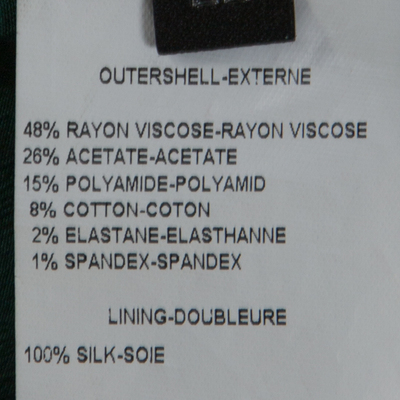 OUTERSHELL-EXTERNE
48% RAYON VISCOSE-RAYON VISCOSE
26% ACETATE-ACETATE
15% POLYAMIDE-POLYAMID
8% COTTON-COTON
2% ELASTANE-ELASTHANNE
1% SPANDEX-SPANDEX
LINING-DOUBLEURE
100% SILK-SOIE